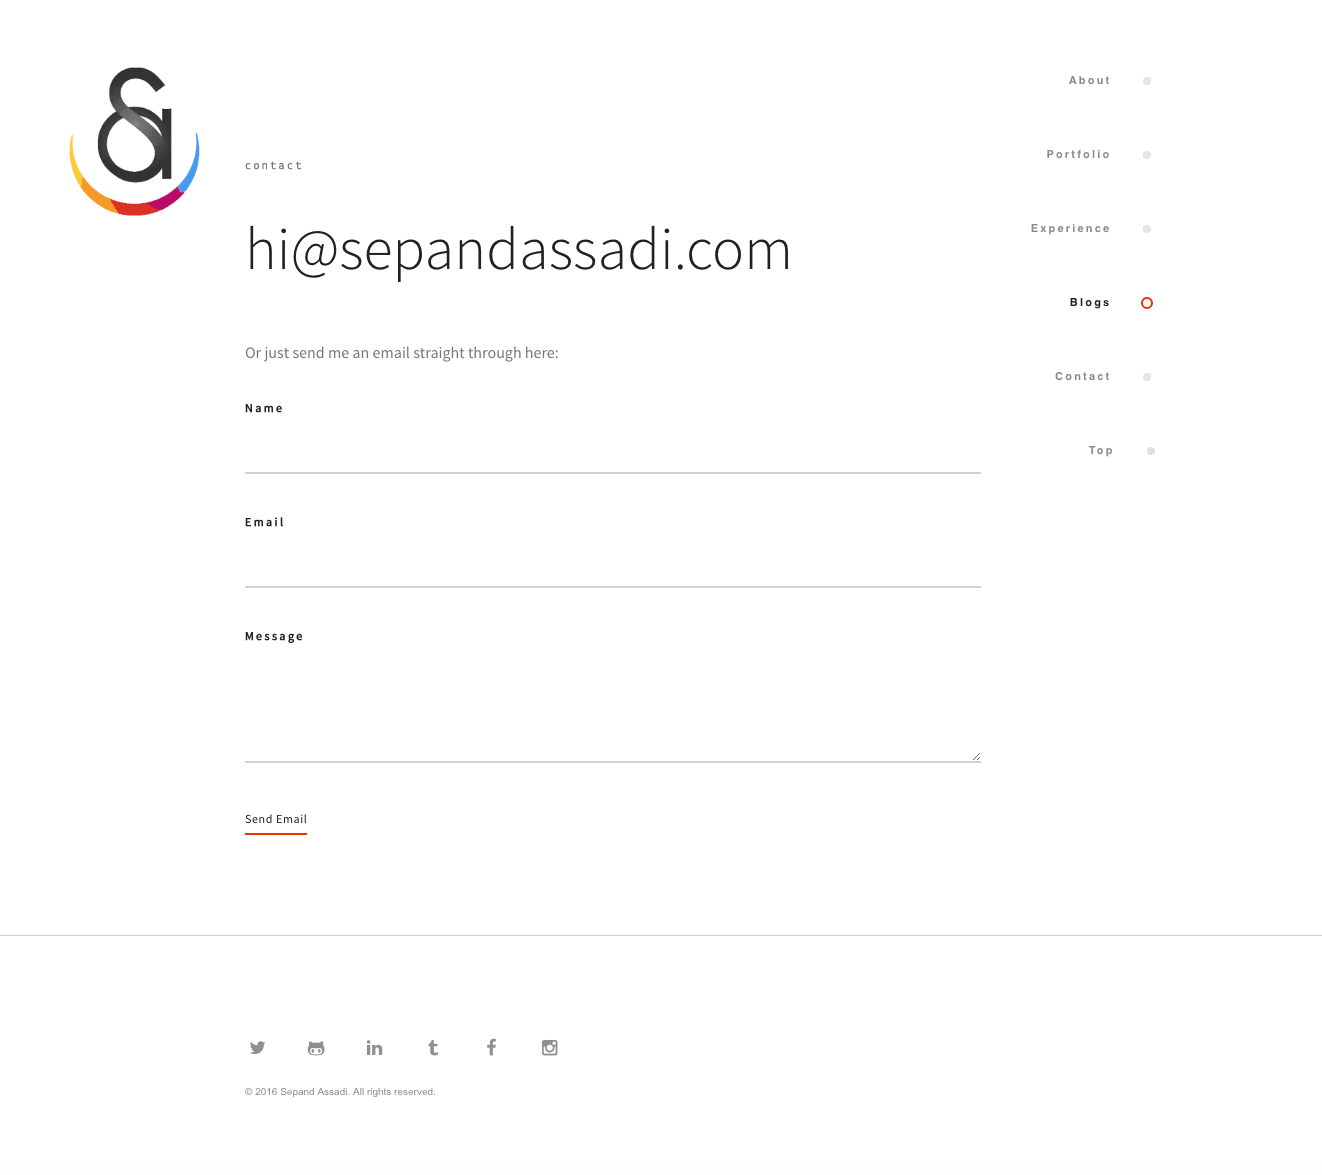 About
Portfolio
contact
Experience
hi@sepandassadi.com
Blogs
Or just send me an email straight through here:
Contact
Name
Top
Email
Message
Send Email
© 2016 Sepand Assadi. All rights reserved.